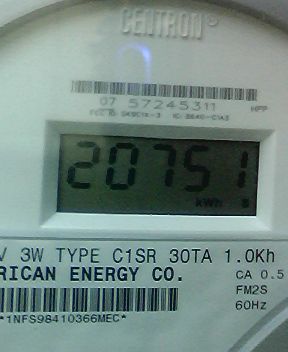 CENTRON®
07 57245311
20751
kWh
V 3W TYPE C1SR 30TA 1.0Kh
RICAN ENERGY CO. CA 0.5
FM2S
*1NFS98410366MEC* 60Hz